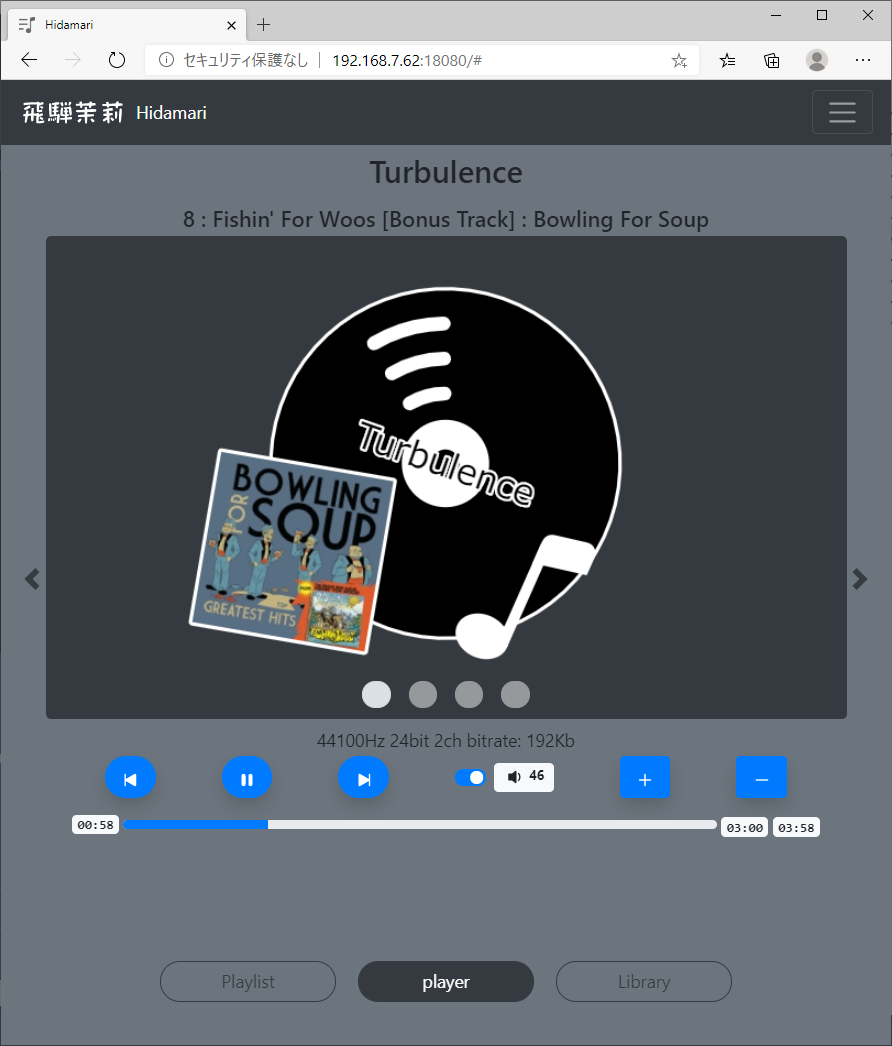 Hidamari
セキュリティ保護なし | 192.168.7.62:18080/#
飛騨茉莉 Hidamari
Turbulence
8 : Fishin' For Woos [Bonus Track] : Bowling For Soup
Turbulence
BOWLING
FOR
SOUP
GREATEST HITS
44100Hz 24bit 2ch bitrate: 192Kb
46
+
−
00:58
03:00 03:58
Playlist player Library